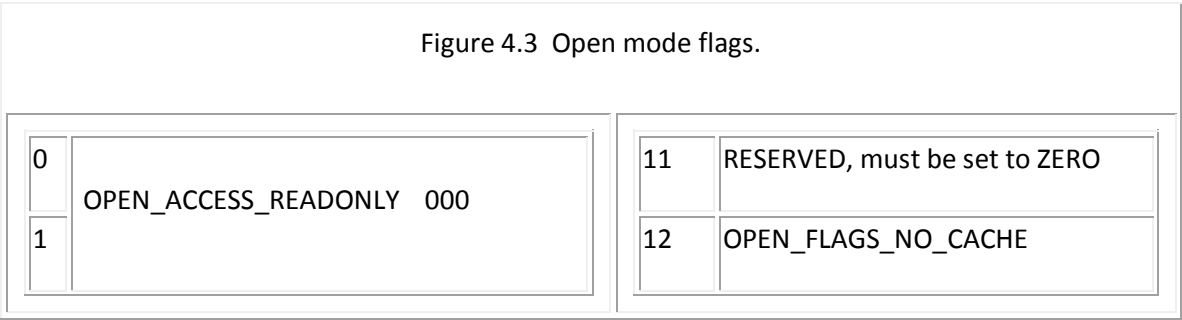 Figure 4.3  Open mode flags.
0
OPEN_ACCESS_READONLY    000
1
11 RESERVED, must be set to ZERO
12 OPEN_FLAGS_NO_CACHE